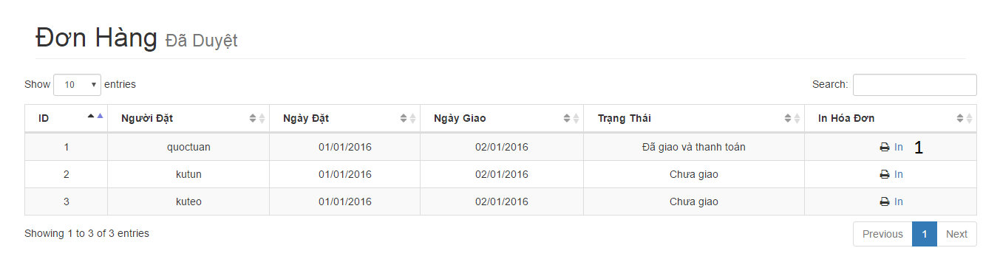 Đơn Hàng Đã Duyệt
Show 10 entries Search:
ID Người Đặt Ngày Đặt Ngày Giao Trạng Thái In Hóa Đơn
1 quoctuan 01/01/2016 02/01/2016 Đã giao và thanh toán In 1
2 kutun 01/01/2016 02/01/2016 Chưa giao In
3 kuteo 01/01/2016 02/01/2016 Chưa giao In
Showing 1 to 3 of 3 entries Previous 1 Next